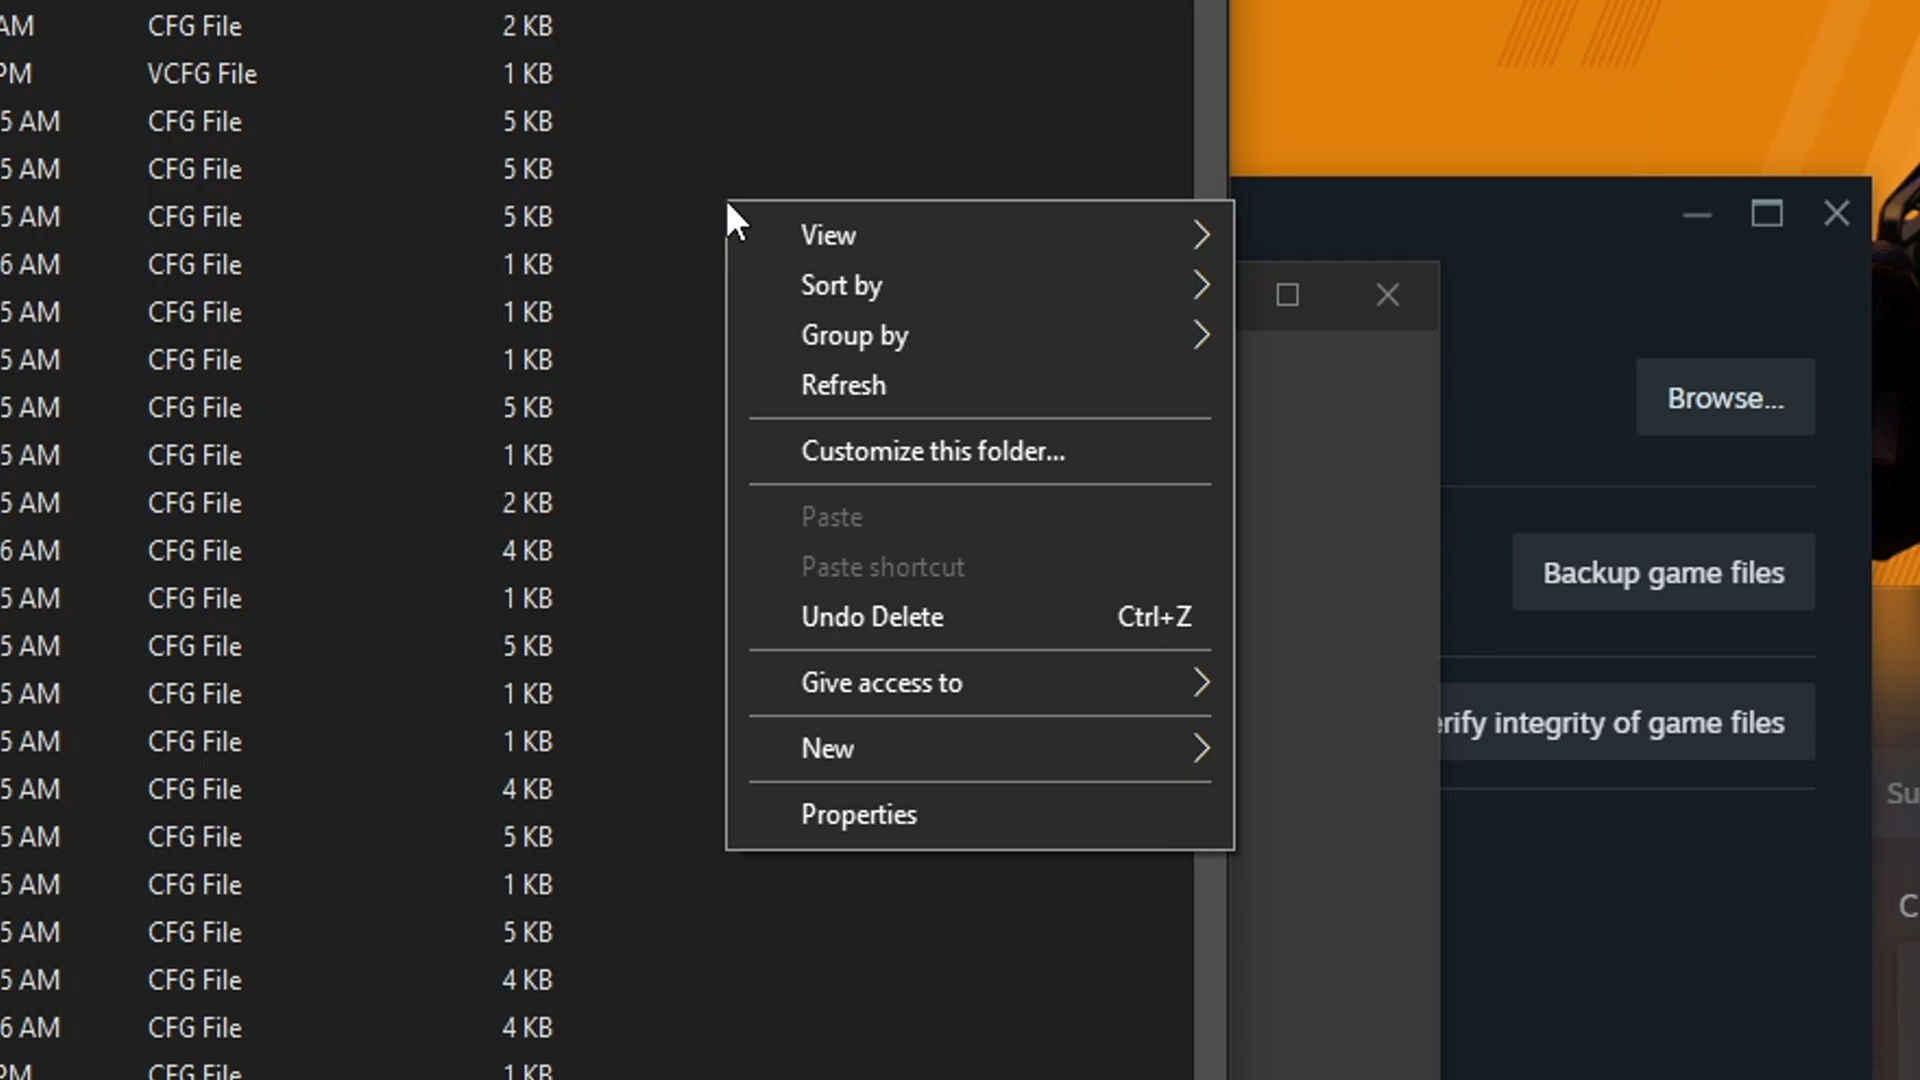 AM CFG File 2 KB
PM VCFG File 1 KB
5 AM CFG File 5 KB
5 AM CFG File 5 KB
5 AM CFG File 5 KB
6 AM CFG File 1 KB
5 AM CFG File 1 KB
5 AM CFG File 1 KB
5 AM CFG File 5 KB
5 AM CFG File 1 KB
5 AM CFG File 2 KB
6 AM CFG File 4 KB
5 AM CFG File 1 KB
5 AM CFG File 5 KB
5 AM CFG File 1 KB
5 AM CFG File 1 KB
5 AM CFG File 4 KB
5 AM CFG File 5 KB
5 AM CFG File 1 KB
5 AM CFG File 5 KB
5 AM CFG File 4 KB
6 AM CFG File 4 KB
PM CFG File 1 KB
View
Sort by
Group by
Refresh
Customize this folder...
Paste
Paste shortcut
Undo Delete Ctrl+Z
Give access to
New
Properties
Browse...
Backup game files
erify integrity of game files
Su
C